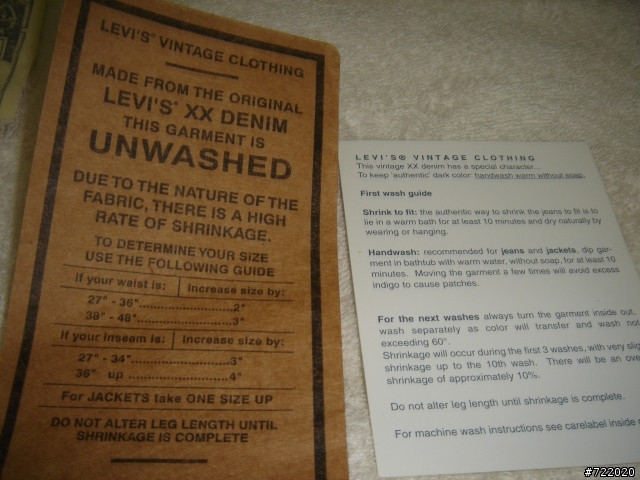 LEVI'S® VINTAGE CLOTHING
MADE FROM THE ORIGINAL
LEVI'S® XX DENIM
THIS GARMENT IS
UNWASHED
DUE TO THE NATURE OF THE
FABRIC, THERE IS A HIGH
RATE OF SHRINKAGE.
TO DETERMINE YOUR SIZE
USE THE FOLLOWING GUIDE
If your waist is: Increase size by:
27" - 36"........................2"
38" - 48"........................3"
If your inseam is: Increase size by:
27" - 34"........................3"
36" up ........................4"
For JACKETS take ONE SIZE UP
DO NOT ALTER LEG LENGTH UNTIL
SHRINKAGE IS COMPLETE
LEVI'S® VINTAGE CLOTHING
This vintage XX denim has a special character...
To keep 'authentic' dark color: handwash warm without soap.
First wash guide
Shrink to fit: the authentic way to shrink the jeans to fit is to
lie in a warm bath for at least 10 minutes and dry naturally by
wearing or hanging.
Handwash: recommended for jeans and jackets, dip gar-
ment in bathtub with warm water, without soap, for at least 10
minutes. Moving the garment a few times will avoid excess
indigo to cause patches.
For the next washes always turn the garment inside out,
wash separately as color will transfer and wash not
exceeding 60°.
Shrinkage will occur during the first 3 washes, with very
shrinkage up to the 10th wash. There will be an
shrinkage of approximately 10%.
Do not alter leg length until shrinkage is complete.
For machine wash instructions see carelabel inside
#722020